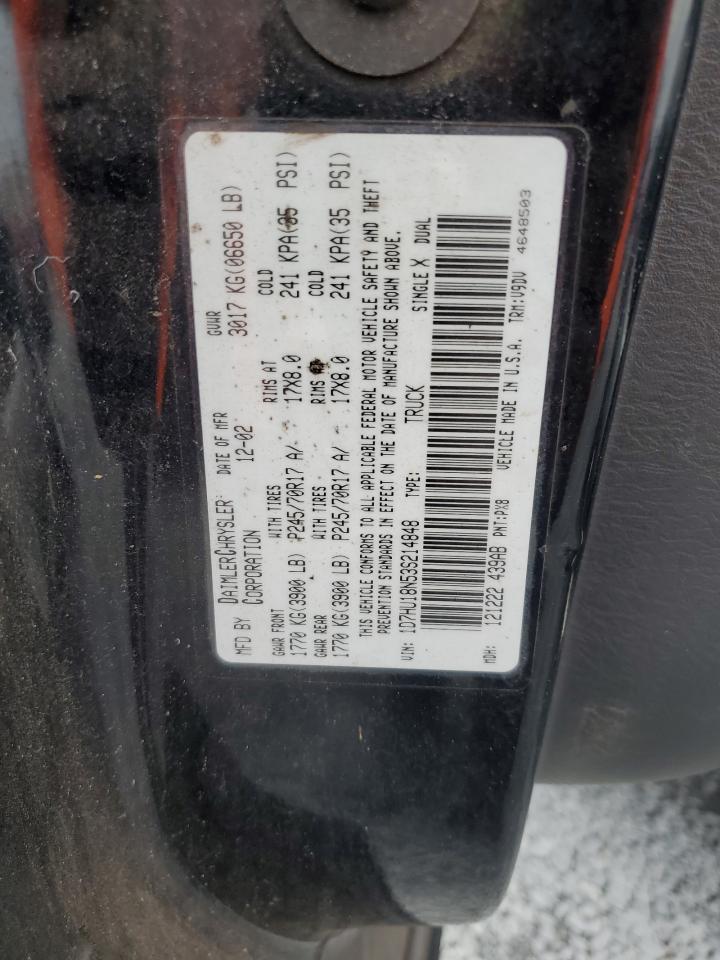 MFD BY DAIMLERCHRYSLER CORPORATION DATE OF MFR 12-02 GVWR 3017 KG(06650 LB)
GAWR FRONT WITH TIRES RIMS AT COLD
1770 KG(3900 LB) P245/70R17 A/ 17X8.0 241 KPA(35 PSI)
GAWR REAR WITH TIRES RIMS COLD
1770 KG(3900 LB) P245/70R17 A/ 17X8.0 241 KPA(35 PSI)
THIS VEHICLE CONFORMS TO ALL APPLICABLE FEDERAL MOTOR VEHICLE SAFETY AND THEFT
PREVENTION STANDARDS IN EFFECT ON THE DATE OF MANUFACTURE SHOWN ABOVE.
VIN: 1D7HU18N53S214848 TYPE: TRUCK SINGLE X DUAL
MDH: 121222 439AB PNT:PX8 VEHICLE MADE IN U.S.A. TRM:V9DV 4648503